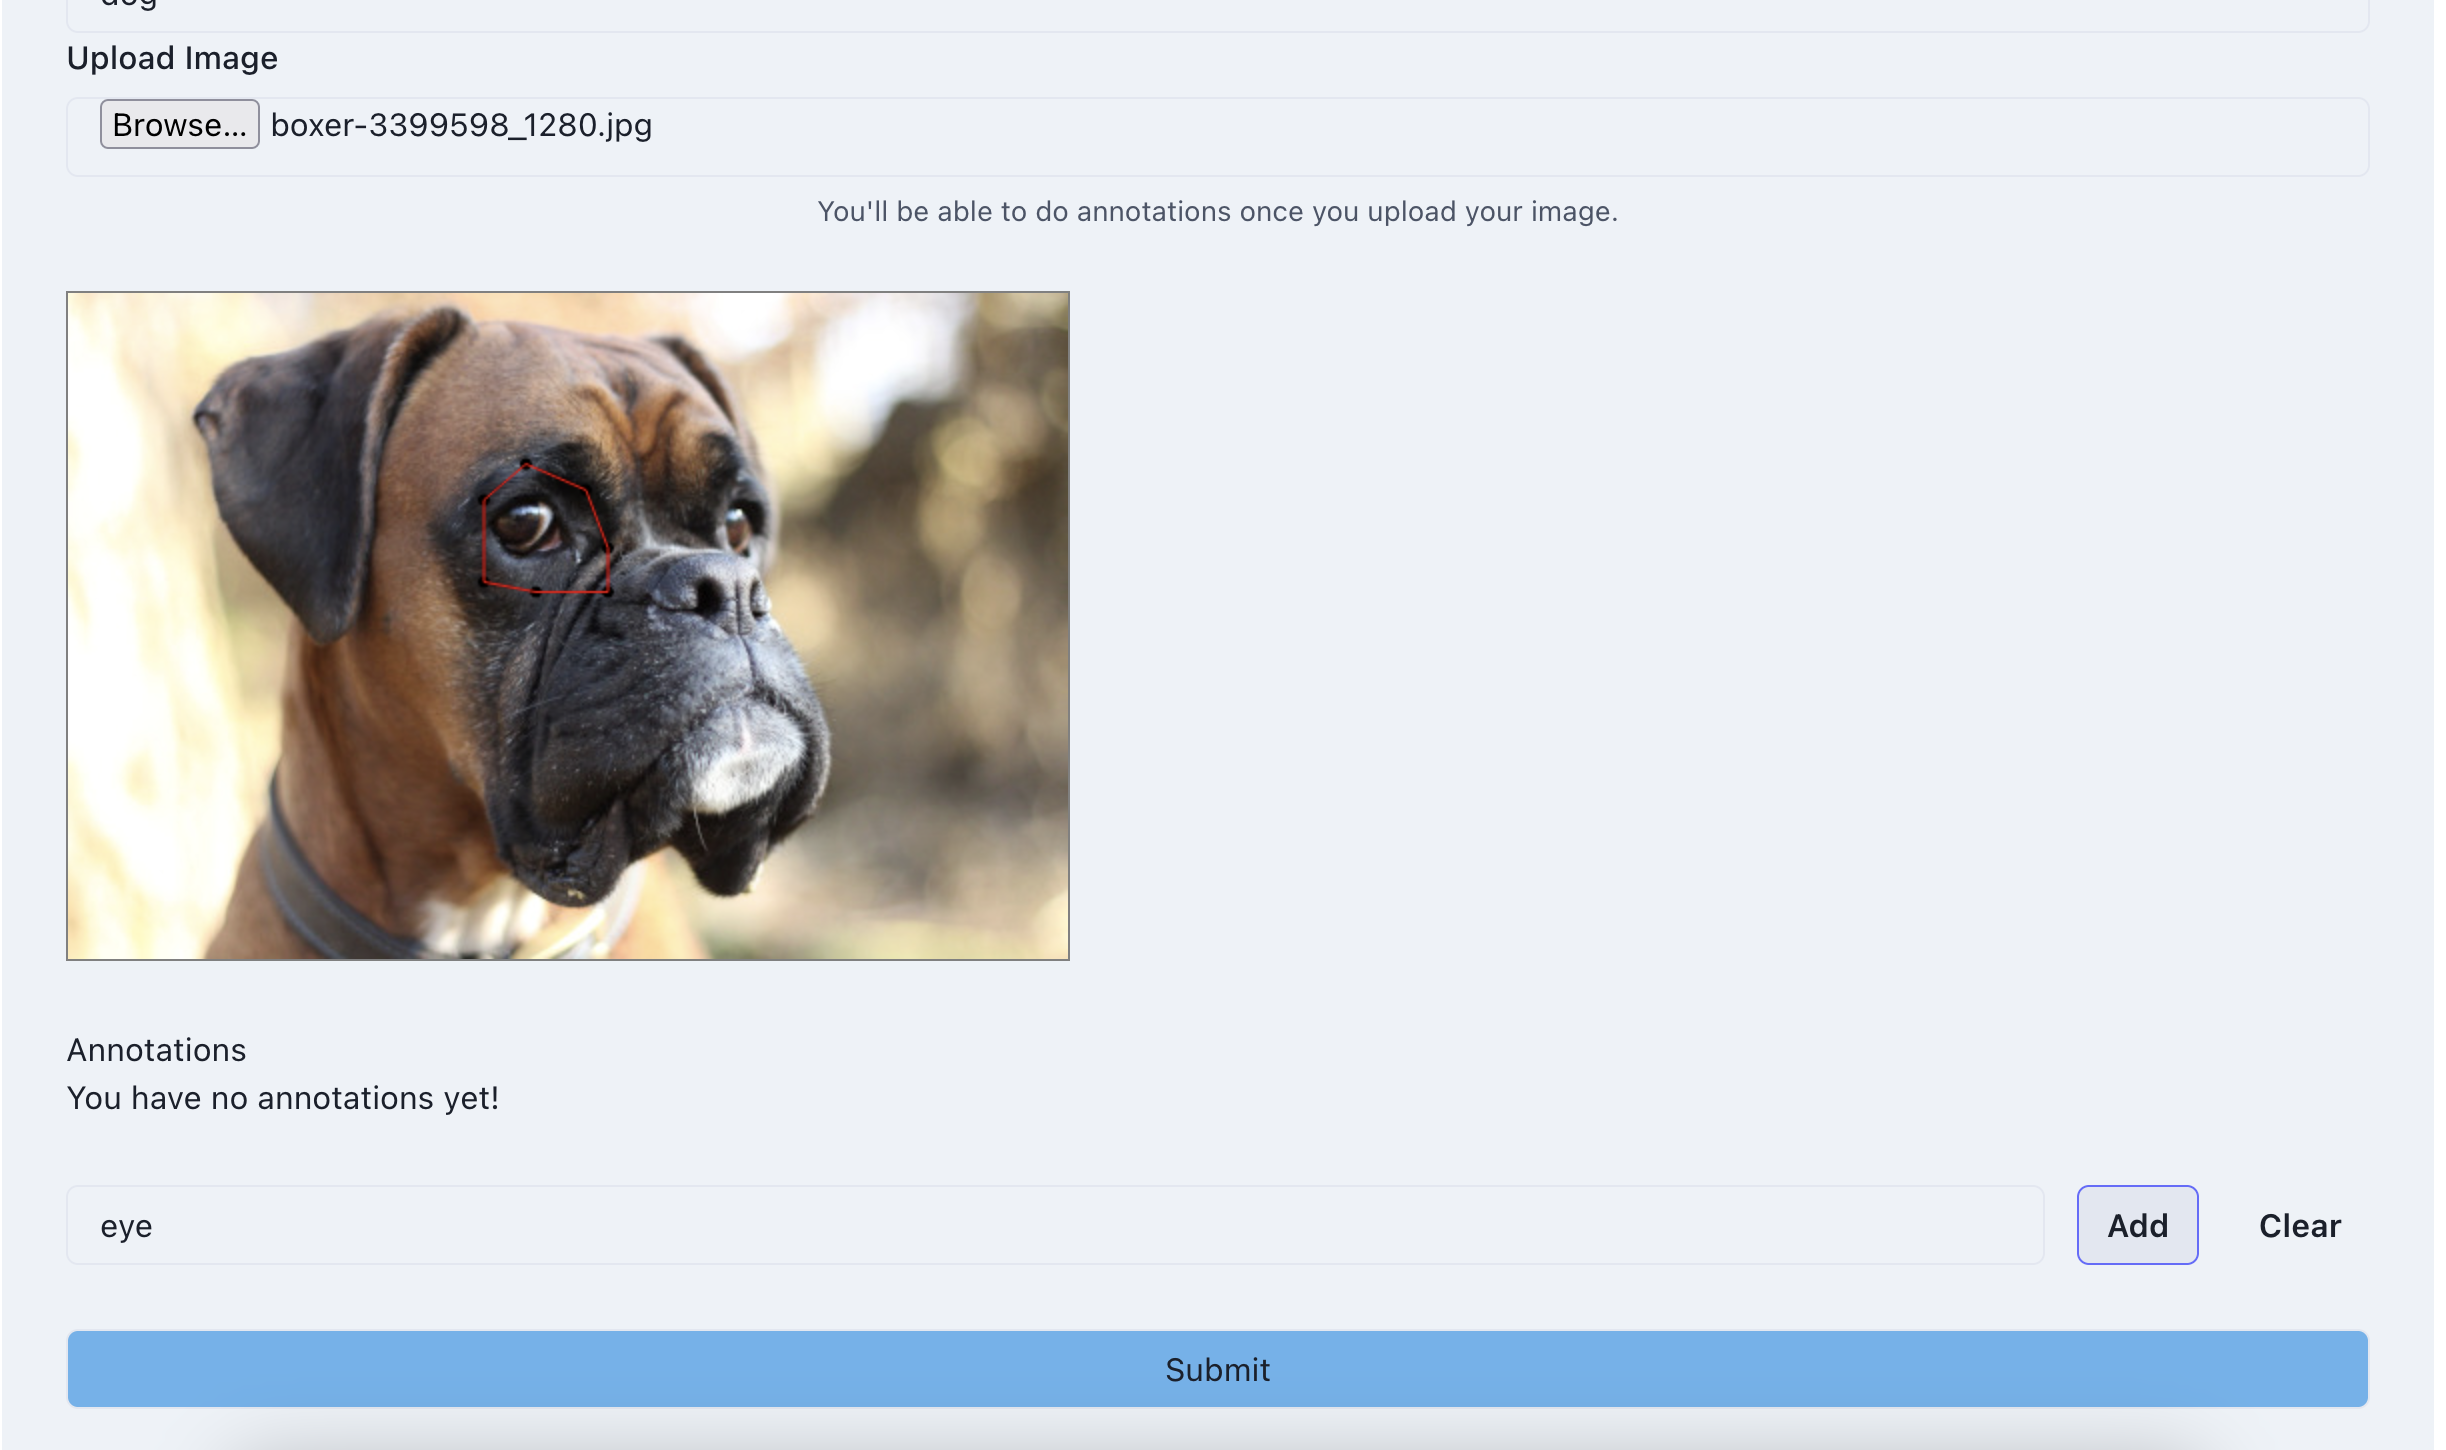 dog
Upload Image
Browse... boxer-3399598_1280.jpg
You'll be able to do annotations once you upload your image.
Annotations
You have no annotations yet!
eye
Add
Clear
Submit